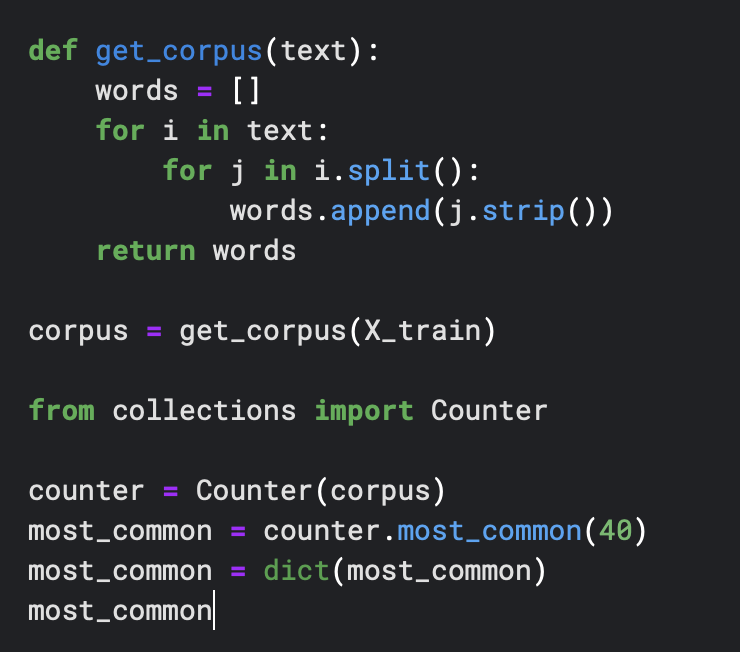 def get_corpus(text):
    words = []
    for i in text:
        for j in i.split():
            words.append(j.strip())
    return words

corpus = get_corpus(X_train)

from collections import Counter

counter = Counter(corpus)
most_common = counter.most_common(40)
most_common = dict(most_common)
most_common